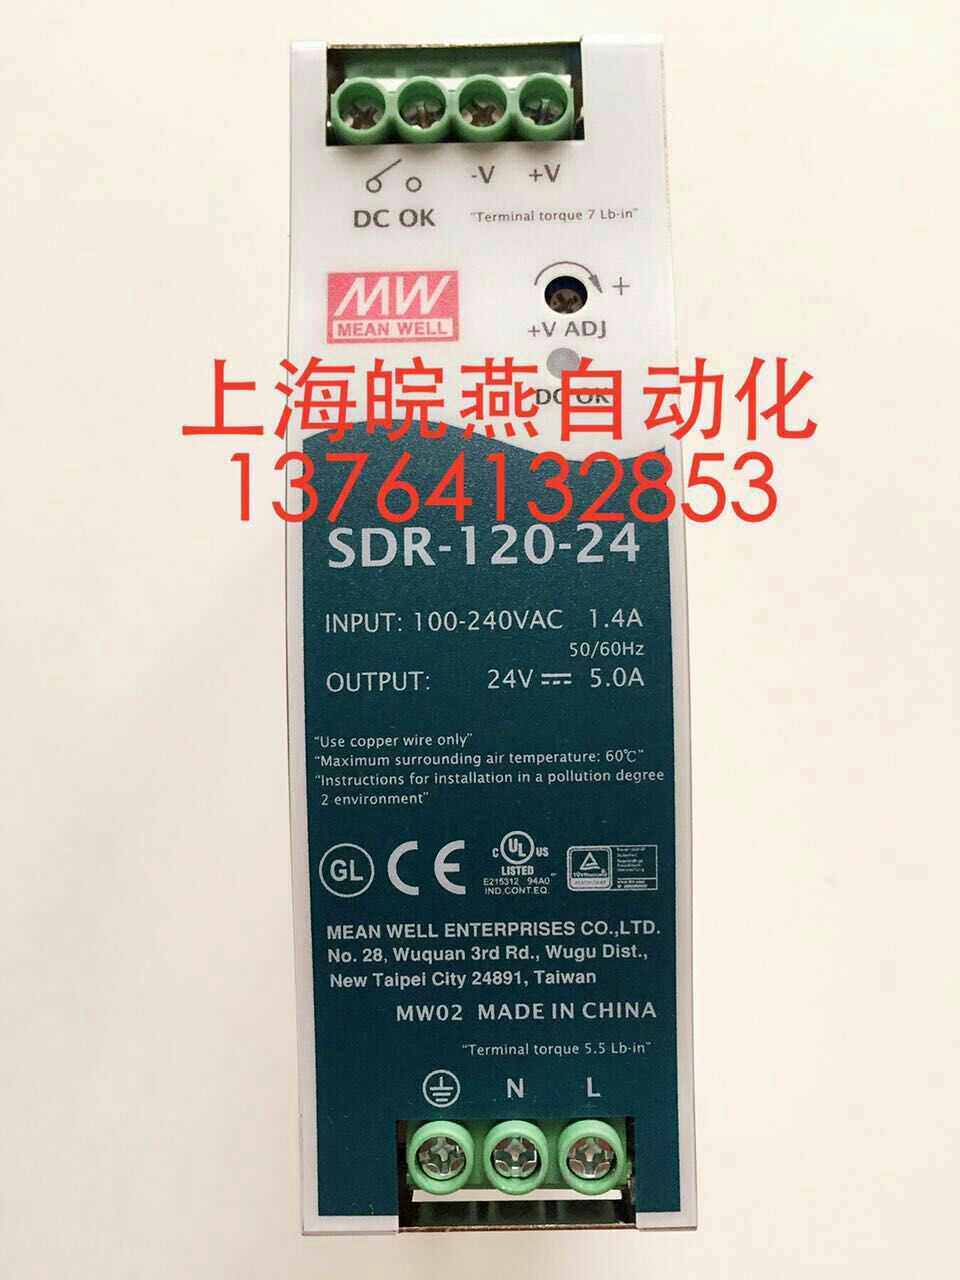 -V +V
DC OK "Terminal torque 7 Lb-in"
MW
MEAN WELL
+
+V ADJ
DC OK
上海皖燕自动化
13764132853
SDR-120-24
INPUT: 100-240VAC 1.4A
50/60Hz
OUTPUT: 24V 5.0A
"Use copper wire only"
"Maximum surrounding air temperature: 60℃"
"Instructions for installation in a pollution degree
2 environment"
GL CE c UL US
LISTED
E215312 94A0
IND.CONT.EQ.
MEAN WELL ENTERPRISES CO.,LTD.
No. 28, Wuquan 3rd Rd., Wugu Dist.,
New Taipei City 24891, Taiwan
MW02 MADE IN CHINA
"Terminal torque 5.5 Lb-in"
N L